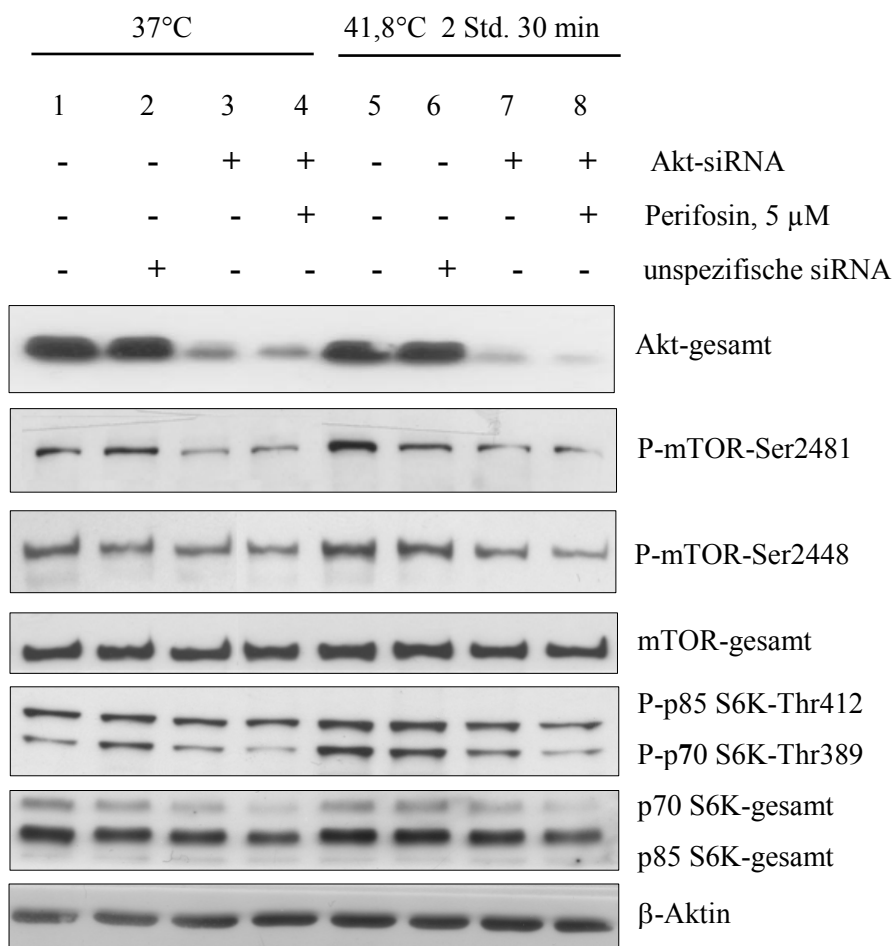 37°C 41,8°C 2 Std. 30 min
1 2 3 4 5 6 7 8
- - + + - - + + Akt-siRNA
- - - + - - - + Perifosin, 5 µM
- + - - - + - - unspezifische siRNA
Akt-gesamt
P-mTOR-Ser2481
P-mTOR-Ser2448
mTOR-gesamt
P-p85 S6K-Thr412
P-p70 S6K-Thr389
p70 S6K-gesamt
p85 S6K-gesamt
β-Aktin